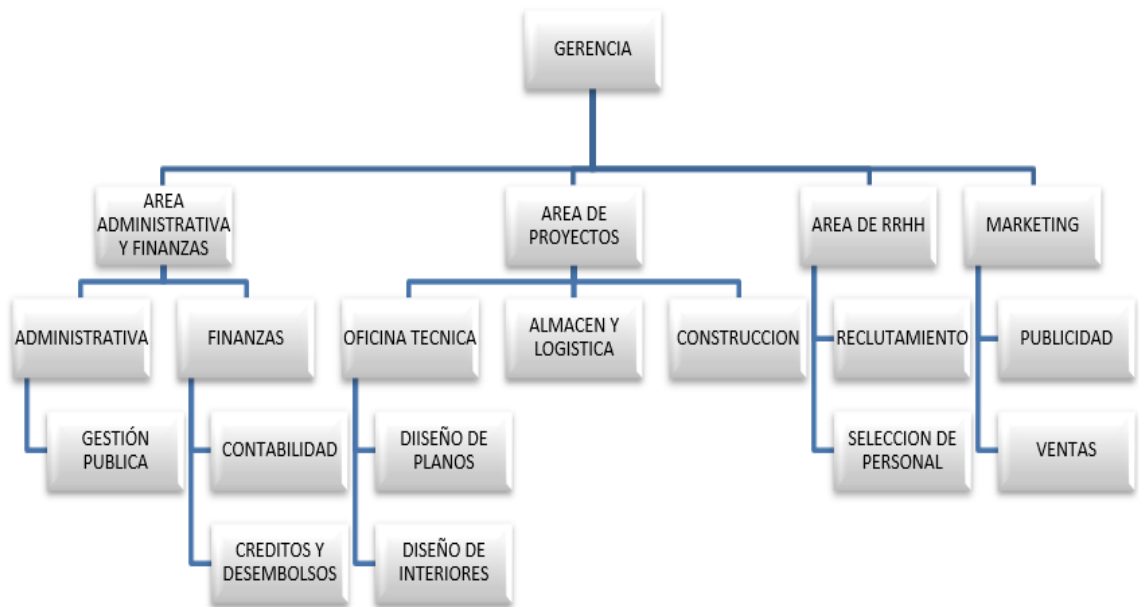 GERENCIA
AREA
ADMINISTRATIVA
Y FINANZAS
AREA DE
PROYECTOS
AREA DE RRHH
MARKETING
ADMINISTRATIVA
FINANZAS
OFICINA TECNICA
ALMACEN Y
LOGISTICA
CONSTRUCCION
RECLUTAMIENTO
PUBLICIDAD
GESTIÓN
PUBLICA
CONTABILIDAD
DIISEÑO DE
PLANOS
SELECCION DE
PERSONAL
VENTAS
CREDITOS Y
DESEMBOLSOS
DISEÑO DE
INTERIORES